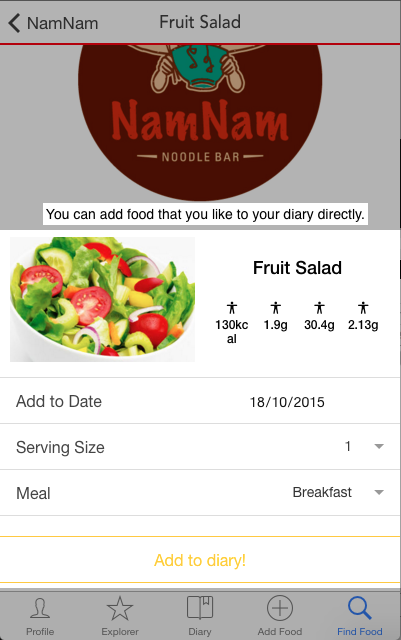 NamNam
Fruit Salad
NamNam
NOODLE BAR
You can add food that you like to your diary directly.
Fruit Salad
130kc
al
1.9g
30.4g
2.13g
Add to Date
18/10/2015
Serving Size
1
Meal
Breakfast
Add to diary!
Profile
Explorer
Diary
Add Food
Find Food